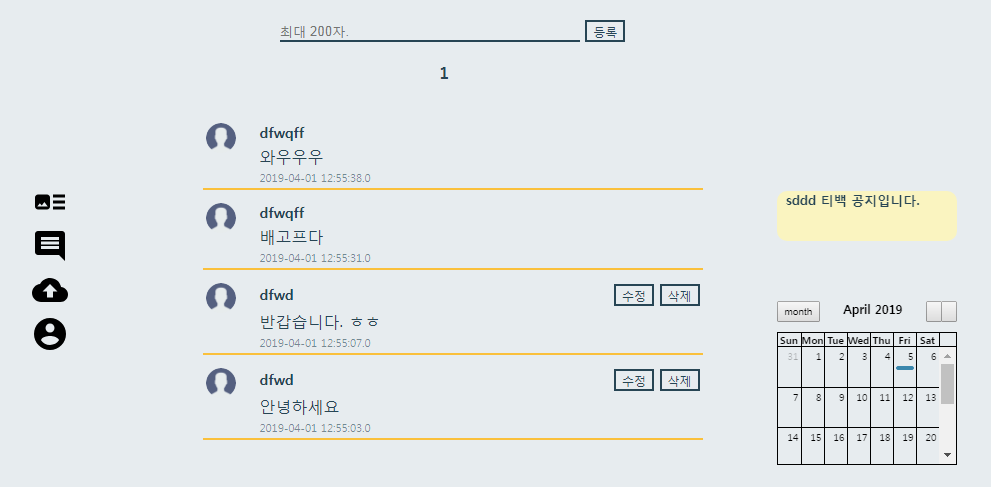 최대 200자.
등록
1
dfwqff
와우우우
2019-04-01 12:55:38.0
dfwqff
배고프다
2019-04-01 12:55:31.0
dfwd
수정 삭제
반갑습니다. ㅎㅎ
2019-04-01 12:55:07.0
dfwd
수정 삭제
안녕하세요
2019-04-01 12:55:03.0
sddd 티백 공지입니다.
month April 2019
Sun Mon Tue Wed Thu Fri Sat
31 1 2 3 4 5 6
7 8 9 10 11 12 13
14 15 16 17 18 19 20